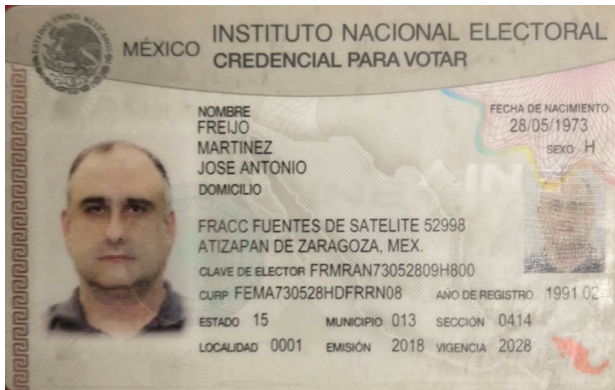 MÉXICO
INSTITUTO NACIONAL ELECTORAL
CREDENCIAL PARA VOTAR
NOMBRE
FREIJO
MARTINEZ
JOSE ANTONIO
DOMICILIO
FRACC FUENTES DE SATELITE 52998
ATIZAPAN DE ZARAGOZA, MEX.
FECHA DE NACIMIENTO
28/05/1973
SEXO H
CLAVE DE ELECTOR FRMRAN73052809H800
CURP FEMA730528HDFRRN08 AÑO DE REGISTRO 1991 02
ESTADO 15 MUNICIPIO 013 SECCIÓN 0414
LOCALIDAD 0001 EMISIÓN 2018 VIGENCIA 2028